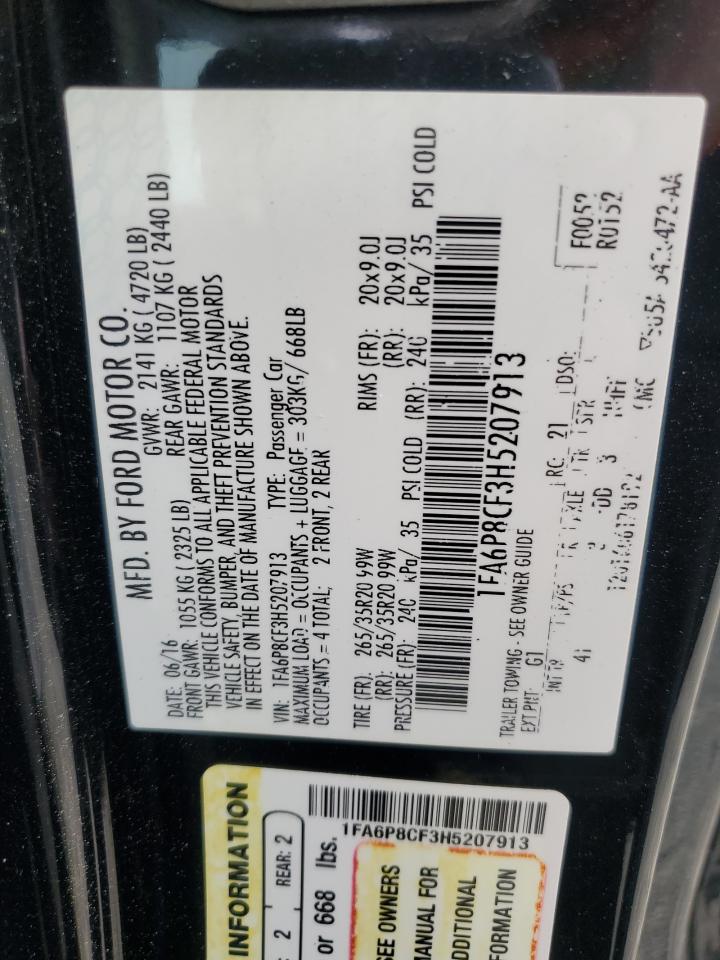 MFD. BY FORD MOTOR CO.
DATE: 06/16 GVWR: 2141 KG ( 4720 LB)
FRONT GAWR: 1055 KG ( 2325 LB) REAR GAWR: 1107 KG ( 2440 LB)
THIS VEHICLE CONFORMS TO ALL APPLICABLE FEDERAL MOTOR
VEHICLE SAFETY, BUMPER, AND THEFT PREVENTION STANDARDS
IN EFFECT ON THE DATE OF MANUFACTURE SHOWN ABOVE.
VIN: 1FA6P8CF3H5207913 TYPE: Passenger Car
MAXIMUM LOAD = OCCUPANTS + LUGGAGE = 303KG/ 668LB
OCCUPANTS = 4 TOTAL: 2 FRONT, 2 REAR
TIRE (FR): 265/35R20 99W RIMS (FR): 20x9.0J
(RR): 265/35R20 99W (RR): 20x9.0J
PRESSURE (FR): 240 kPa/ 35 PSI COLD (RR): 240 kPa/ 35 PSI COLD
1FA6P8CF3H5207913
TRAILER TOWING - SEE OWNER GUIDE
EXT PNT: G1 RC: 21 DSO: F0052
R0152
INFORMATION
2 REAR: 2
or 668 lbs.
1FA6P8CF3H5207913
SEE OWNERS
MANUAL FOR
ADDITIONAL
INFORMATION